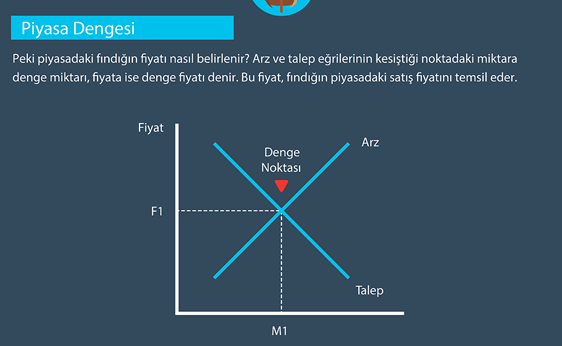 Piyasa Dengesi
Peki piyasadaki fındığın fiyatı nasıl belirlenir? Arz ve talep eğrilerinin kesiştiği noktadaki miktara
denge miktarı, fiyata ise denge fiyatı denir. Bu fiyat, fındığın piyasadaki satış fiyatını temsil eder.
Fiyat
Arz
Denge
Noktası
F1
Talep
M1